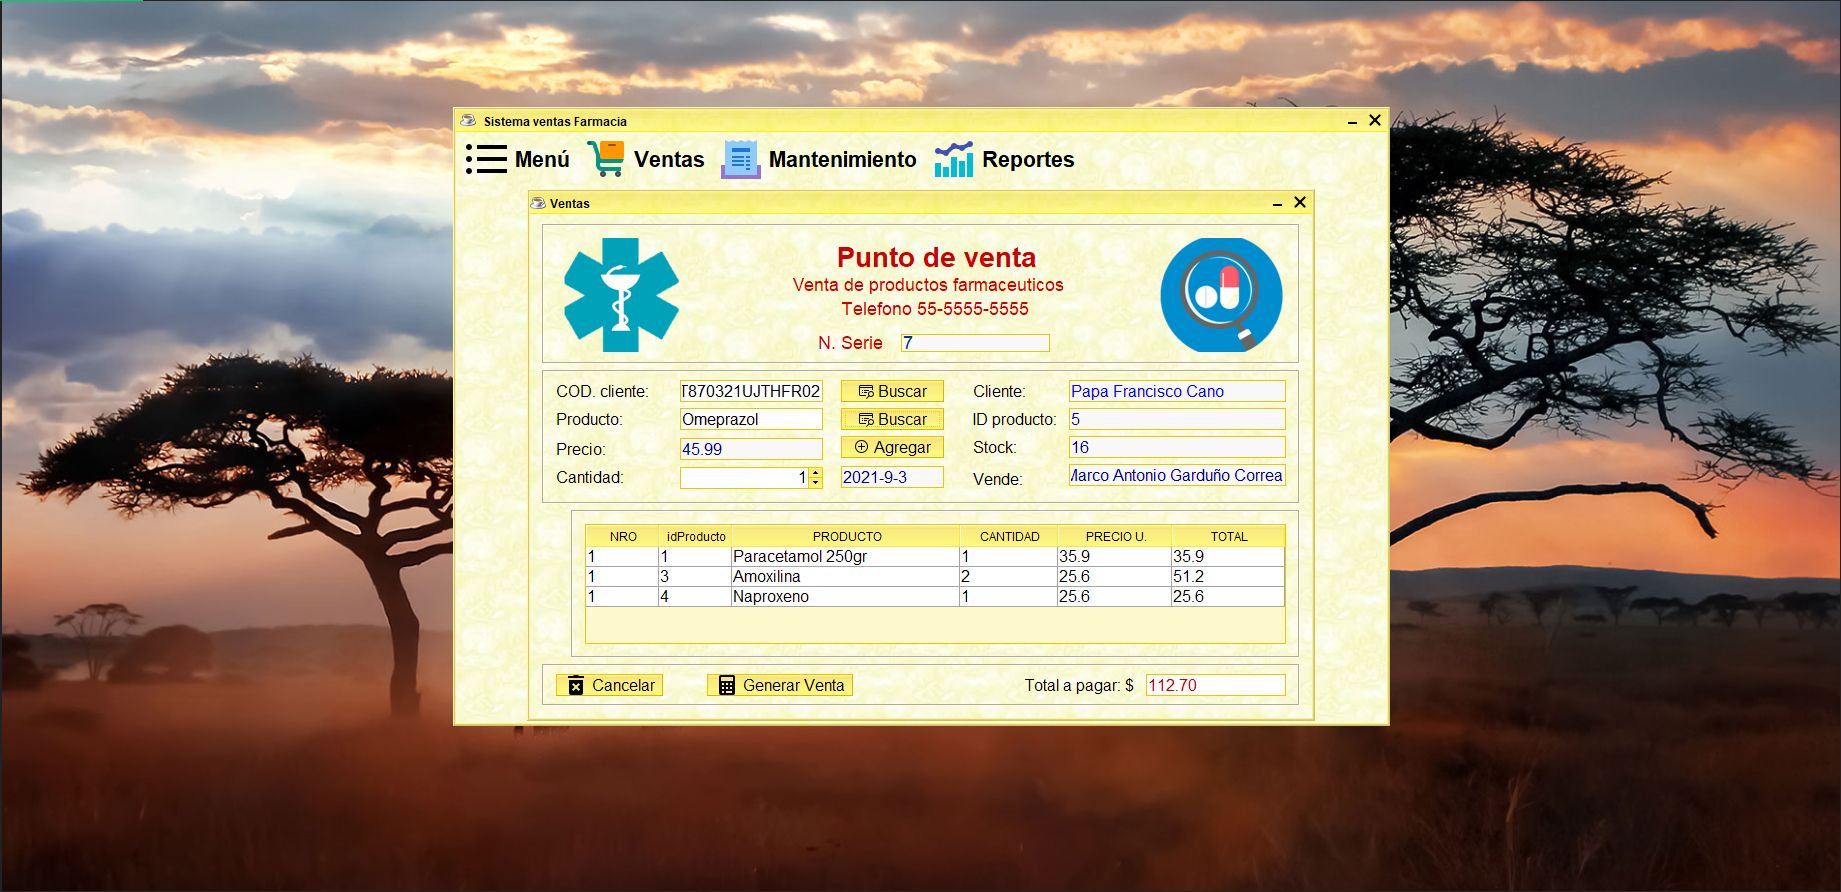 Sistema ventas Farmacia
Menú Ventas Mantenimiento Reportes
Ventas
Punto de venta
Venta de productos farmaceuticos
Telefono 55-5555-5555
N. Serie 7
COD. cliente: T870321UJTHFR02 Buscar Cliente: Papa Francisco Cano
Producto: Omeprazol Buscar ID producto: 5
Precio: 45.99 Agregar Stock: 16
Cantidad: 1 2021-9-3 Vende: Marco Antonio Garduño Correa
NRO idProducto PRODUCTO CANTIDAD PRECIO U. TOTAL
1 1 Paracetamol 250gr 1 35.9 35.9
1 3 Amoxilina 2 25.6 51.2
1 4 Naproxeno 1 25.6 25.6
Cancelar Generar Venta Total a pagar: $ 112.70